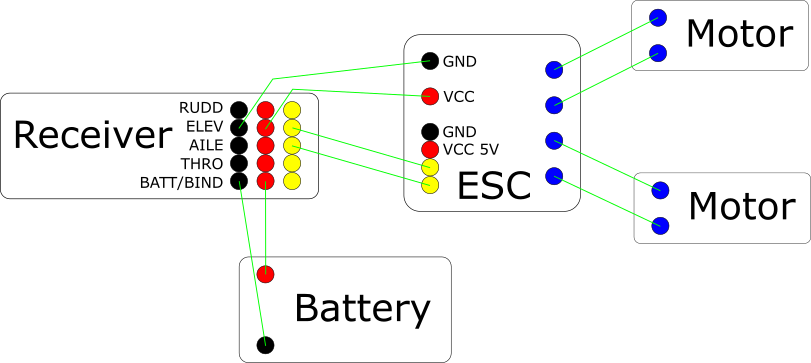 Motor
GND
VCC
GND
VCC 5V
ESC
RUDD
ELEV
AILE
THRO
BATT/BIND
Receiver
Motor
Battery